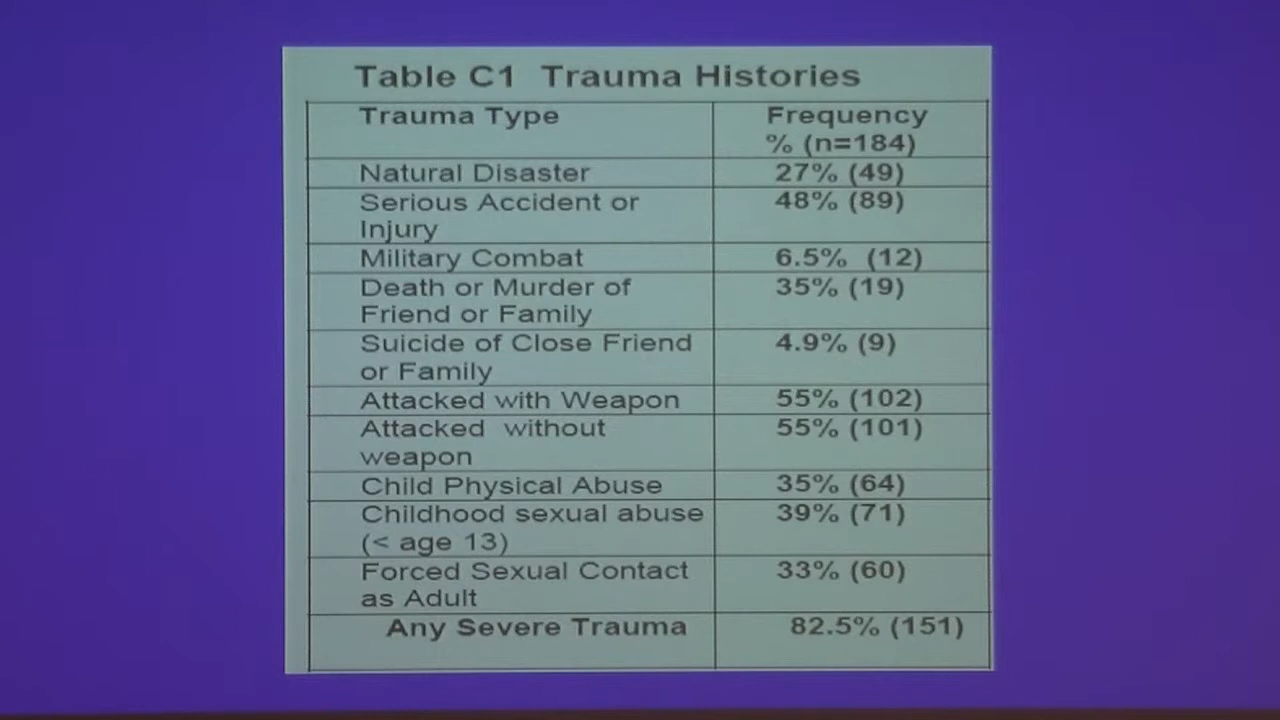 Table C1 Trauma Histories
Trauma Type
Frequency
% (n=184)
Natural Disaster
27% (49)
Serious Accident or
Injury
48% (89)
Military Combat
6.5% (12)
Death or Murder of
Friend or Family
35% (19)
Suicide of Close Friend
or Family
4.9% (9)
Attacked with Weapon
55% (102)
Attacked without
weapon
55% (101)
Child Physical Abuse
35% (64)
Childhood sexual abuse
(< age 13)
39% (71)
Forced Sexual Contact
as Adult
33% (60)
Any Severe Trauma
82.5% (151)